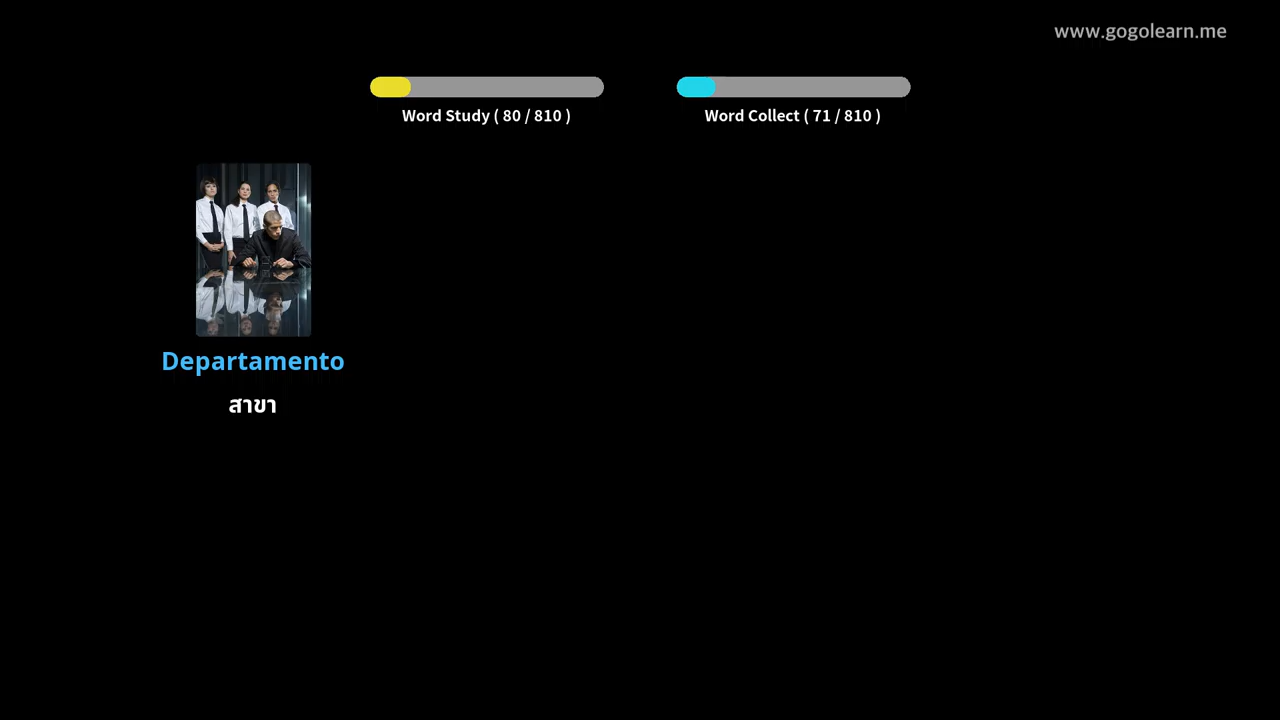 www.gogolearn.me
Word Study ( 80 / 810 )
Word Collect ( 71 / 810 )
Departamento
สาขา